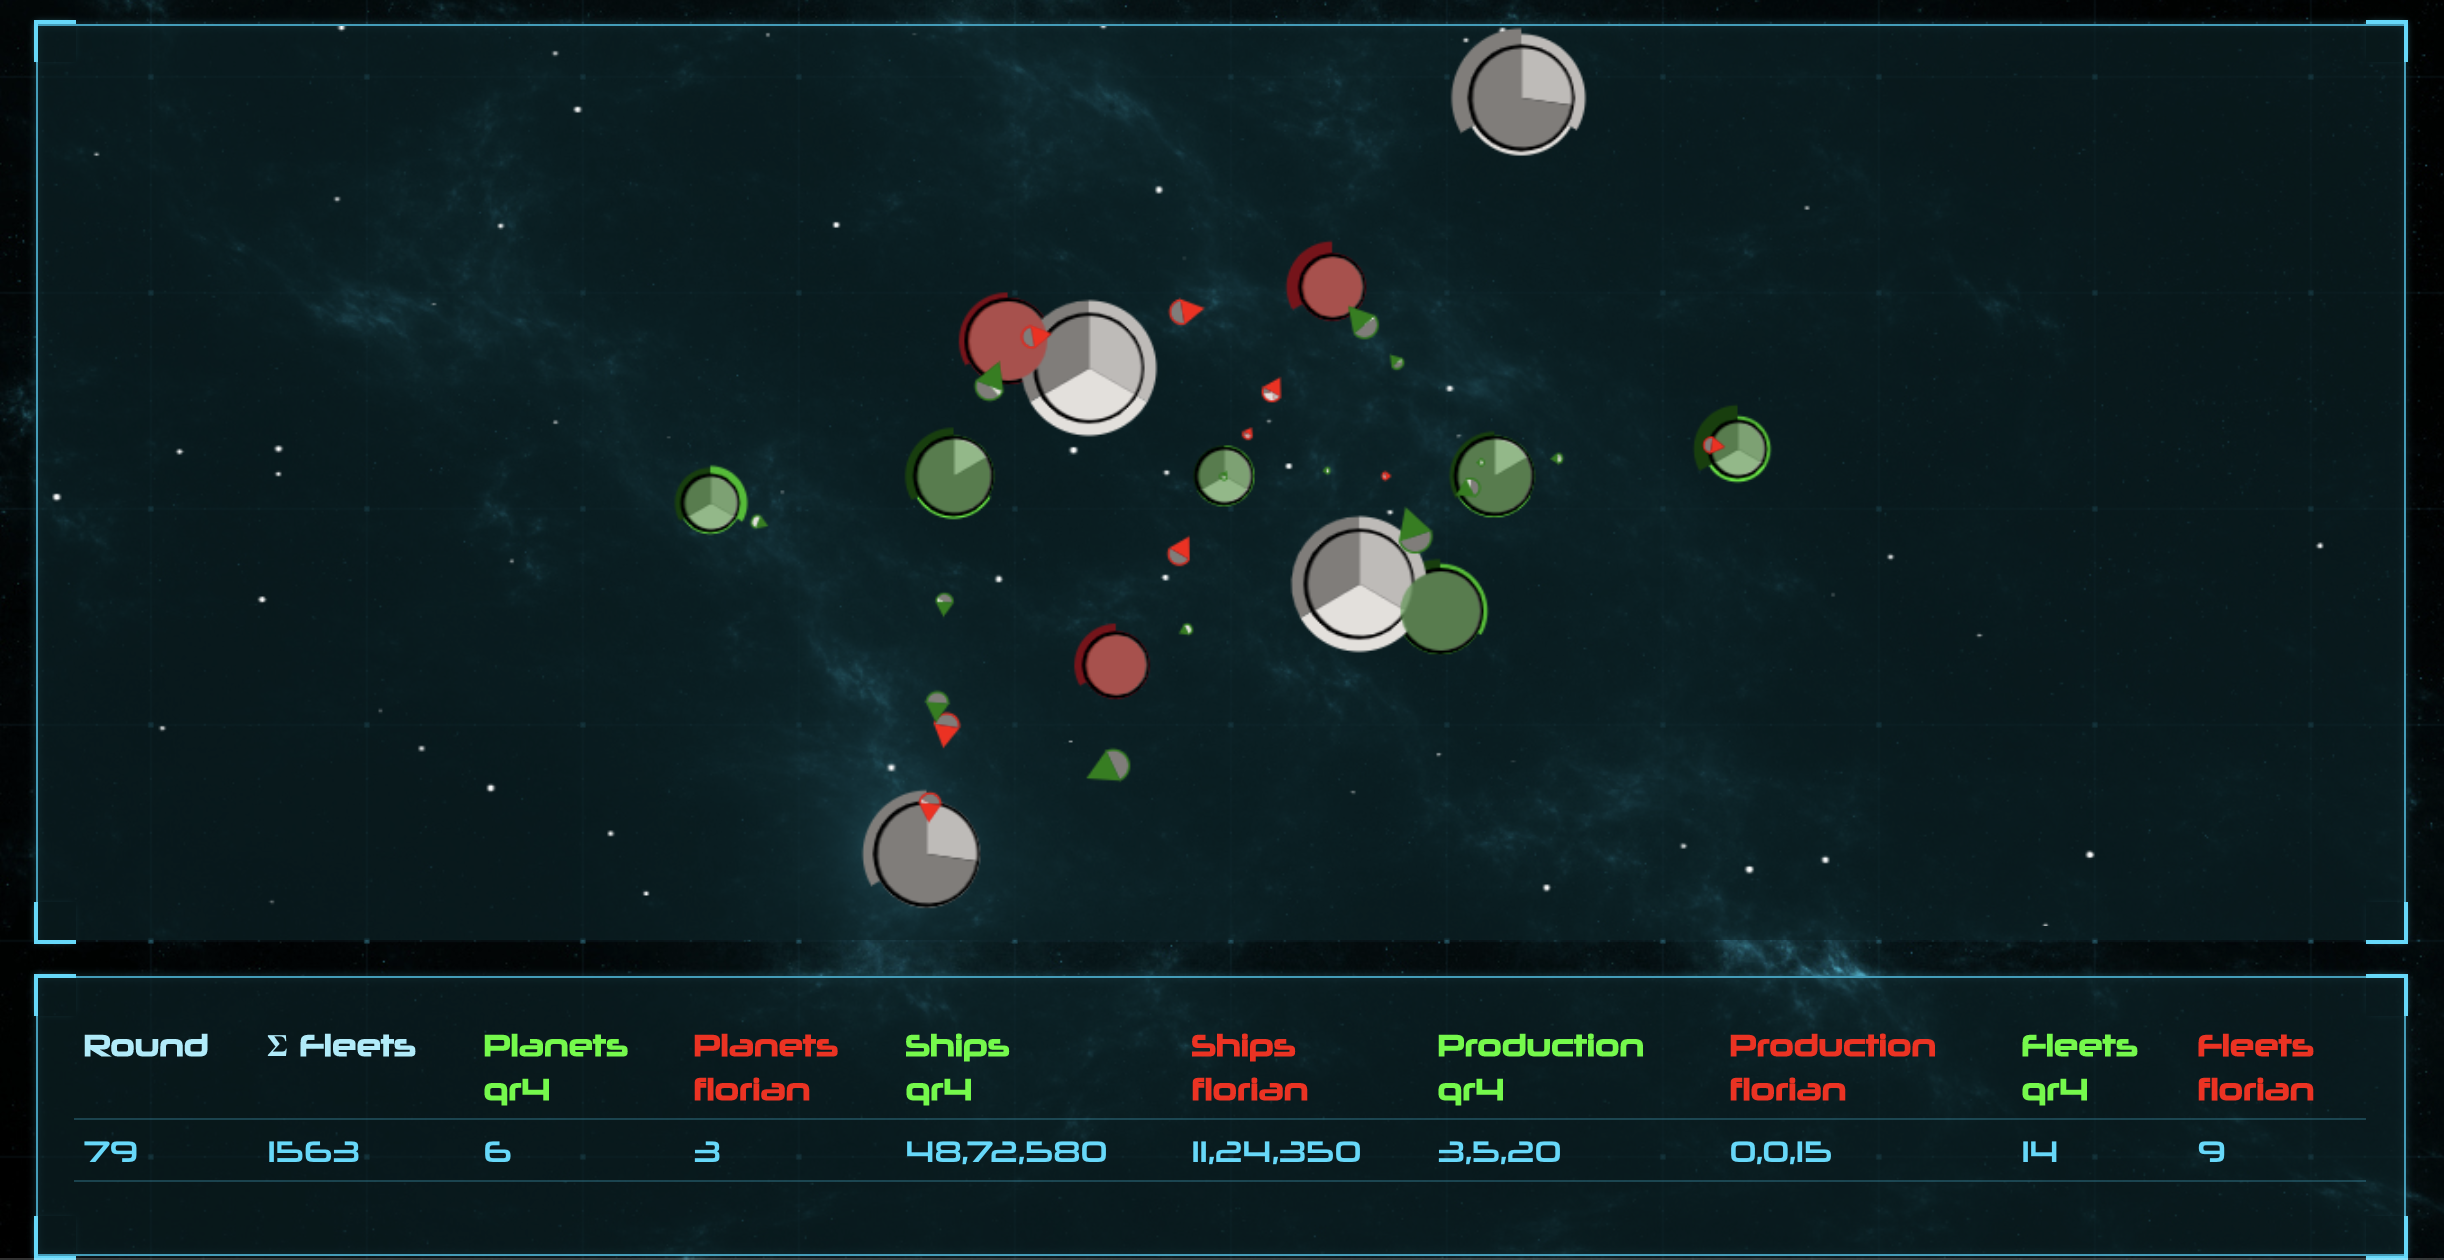 Round Σ Fleets Planets Planets Ships Ships Production Production Fleets Fleets
qr4 florian qr4 florian qr4 florian qr4 florian
79 1563 6 3 48,72,580 11,24,350 3,5,20 0,0,15 14 9